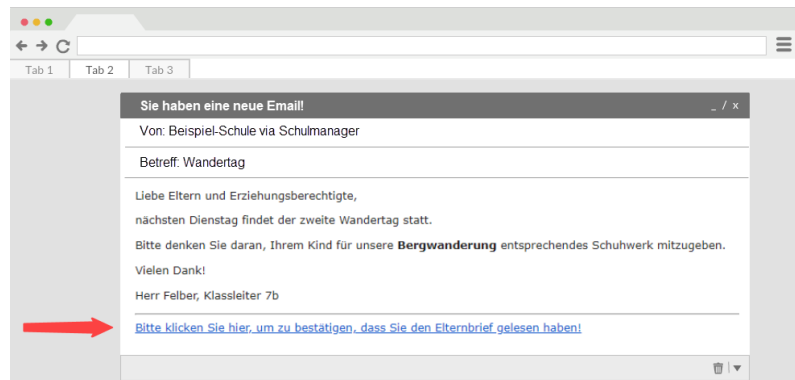 Tab 1 Tab 2 Tab 3
Sie haben eine neue Email! _ / x
Von: Beispiel-Schule via Schulmanager
Betreff: Wandertag
Liebe Eltern und Erziehungsberechtigte,
nächsten Dienstag findet der zweite Wandertag statt.
Bitte denken Sie daran, Ihrem Kind für unsere Bergwanderung entsprechendes Schuhwerk mitzugeben.
Vielen Dank!
Herr Felber, Klassleiter 7b
Bitte klicken Sie hier, um zu bestätigen, dass Sie den Elternbrief gelesen haben!